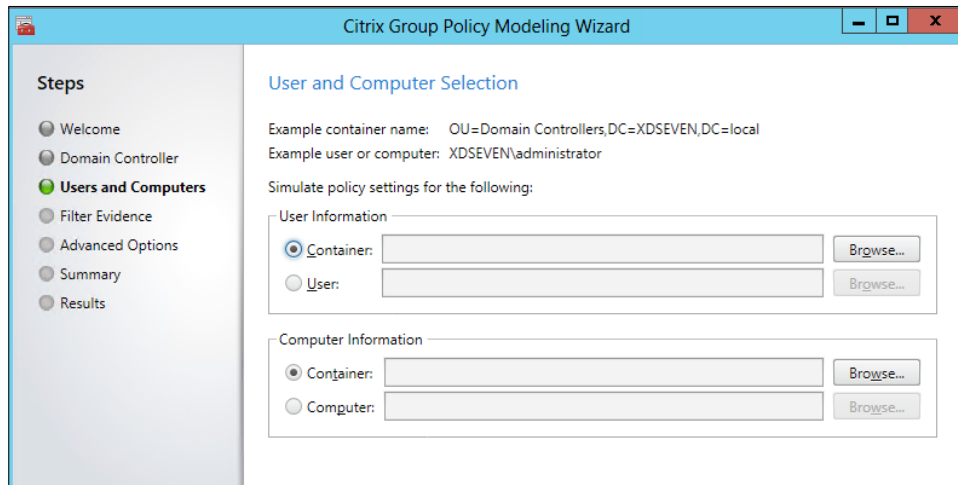 Citrix Group Policy Modeling Wizard
Steps
Welcome
Domain Controller
Users and Computers
Filter Evidence
Advanced Options
Summary
Results
User and Computer Selection
Example container name: OU=Domain Controllers,DC=XDSEVEN,DC=local
Example user or computer: XDSEVEN\administrator
Simulate policy settings for the following:
User Information
Container: Browse...
User: Browse...
Computer Information
Container: Browse...
Computer: Browse...